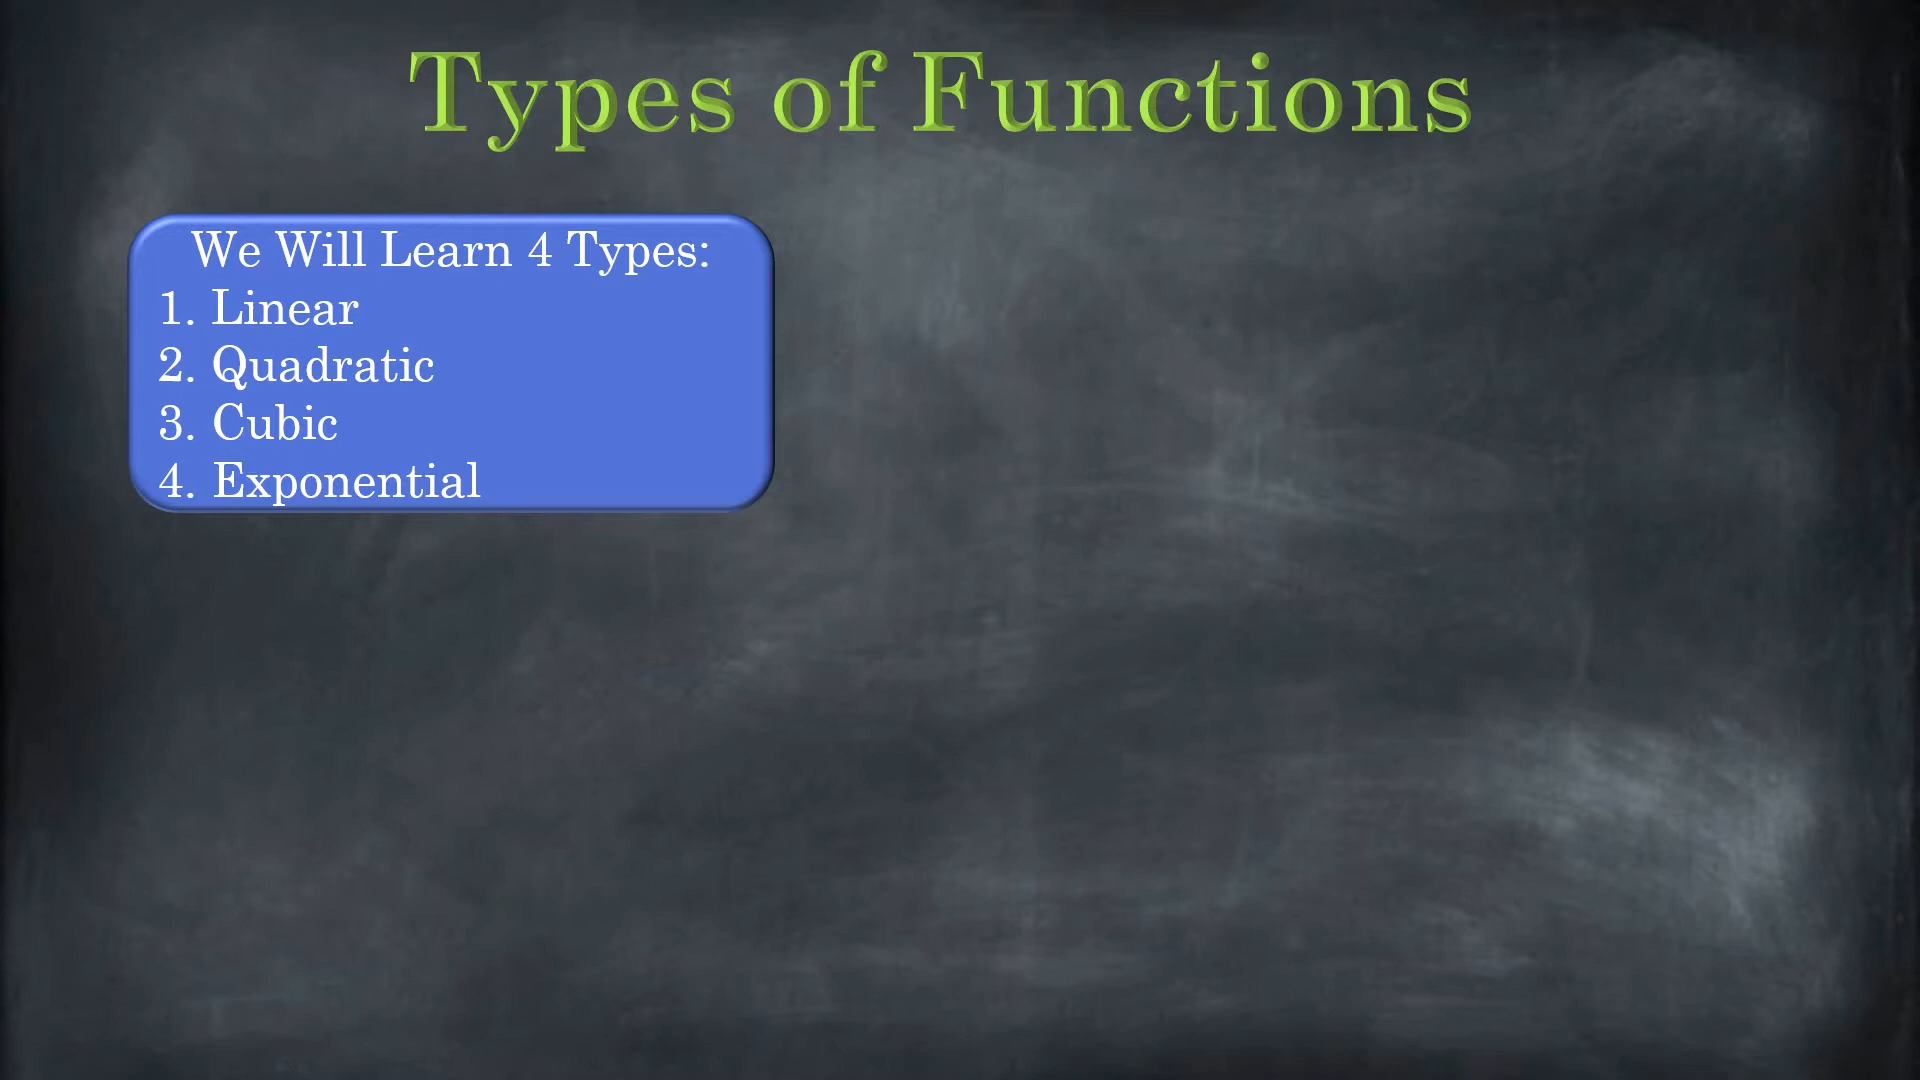 Types of Functions
We Will Learn 4 Types:
1. Linear
2. Quadratic
3. Cubic
4. Exponential